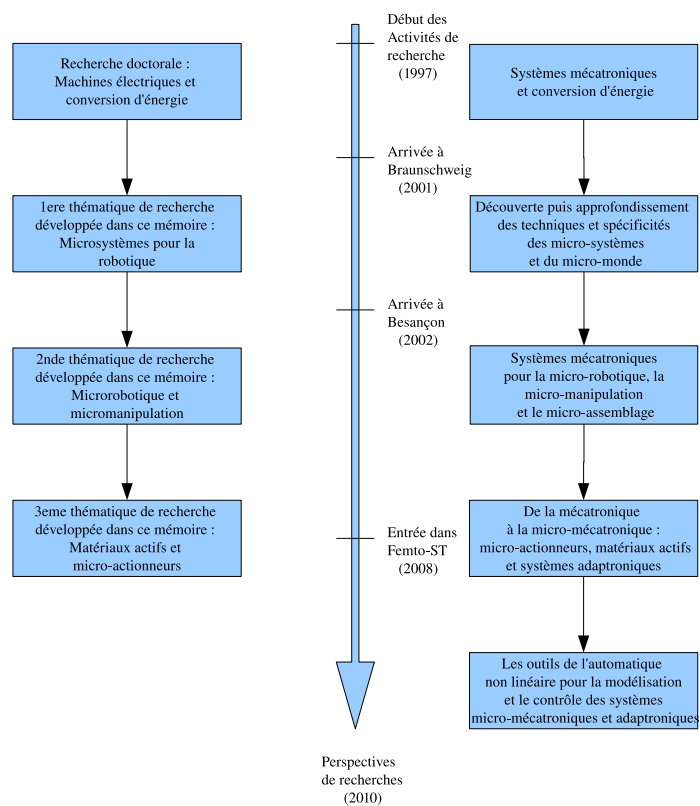 Début des
Activités de
recherche
(1997)
Recherche doctorale :
Machines électriques et
conversion d'énergie
Systèmes mécatroniques
et conversion d'énergie
Arrivée à
Braunschweig
(2001)
1ere thématique de recherche
développée dans ce mémoire :
Microsystèmes pour la
robotique
Découverte puis approfondissement
des techniques et spécificités
des micro-systèmes
et du micro-monde
Arrivée à
Besançon
(2002)
2nde thématique de recherche
développée dans ce mémoire :
Microrobotique et
micromanipulation
Systèmes mécatroniques
pour la micro-robotique, la
micro-manipulation
et le micro-assemblage
3eme thématique de recherche
développée dans ce mémoire :
Matériaux actifs et
micro-actionneurs
Entrée dans
Femto-ST
(2008)
De la mécatronique
à la micro-mécatronique :
micro-actionneurs, matériaux actifs
et systèmes adaptroniques
Les outils de l'automatique
non linéaire pour la modélisation
et le contrôle des systèmes
micro-mécatroniques et adaptroniques
Perspectives
de recherches
(2010)